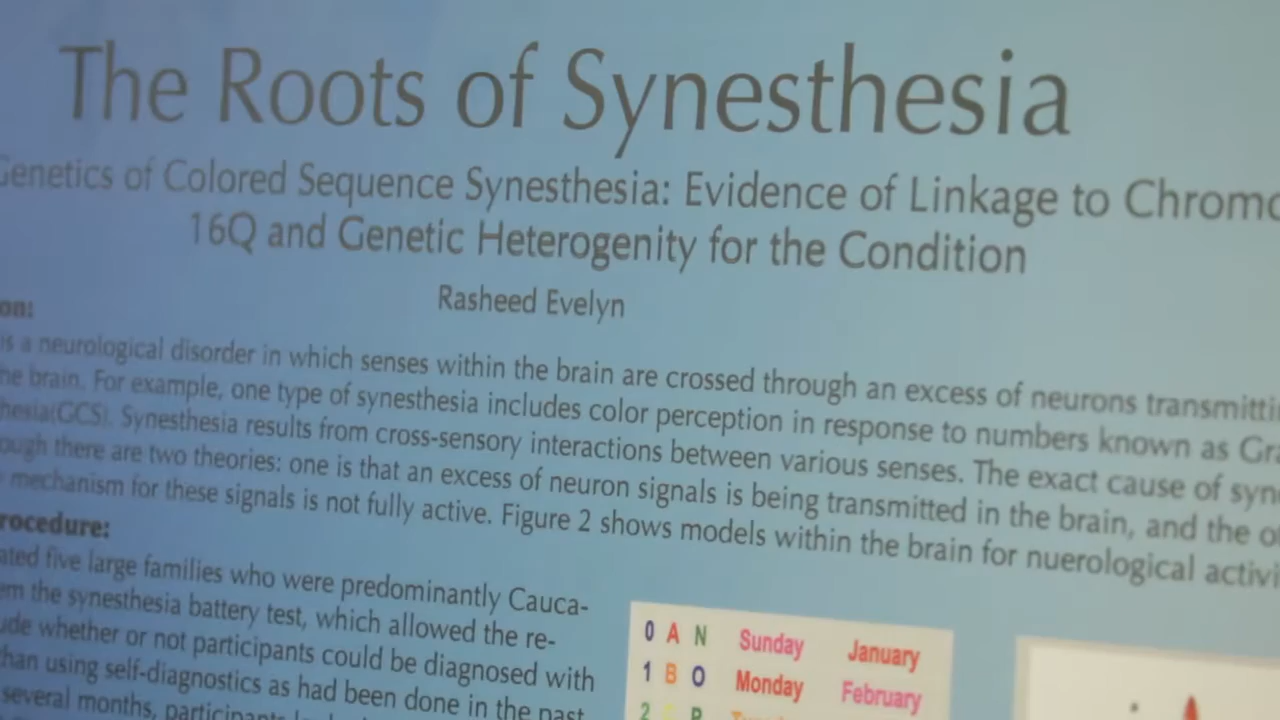 The Roots of Synesthesia
Genetics of Colored Sequence Synesthesia: Evidence of Linkage to Chromo
16Q and Genetic Heterogenity for the Condition
Rasheed Evelyn
on:
is a neurological disorder in which senses within the brain are crossed through an excess of neurons transmitti
he brain. For example, one type of synesthesia includes color perception in response to numbers known as Gra
hesia(GCS). Synesthesia results from cross-sensory interactions between various senses. The exact cause of syn
ough there are two theories: one is that an excess of neuron signals is being transmitted in the brain, and the o
mechanism for these signals is not fully active. Figure 2 shows models within the brain for nuerological activi
rocedure:
ated five large families who were predominantly Cauca-
em the synesthesia battery test, which allowed the re-
ude whether or not participants could be diagnosed with
than using self-diagnostics as had been done in the past.
several months, participants
0 A N Sunday January
1 B O Monday February
2 P